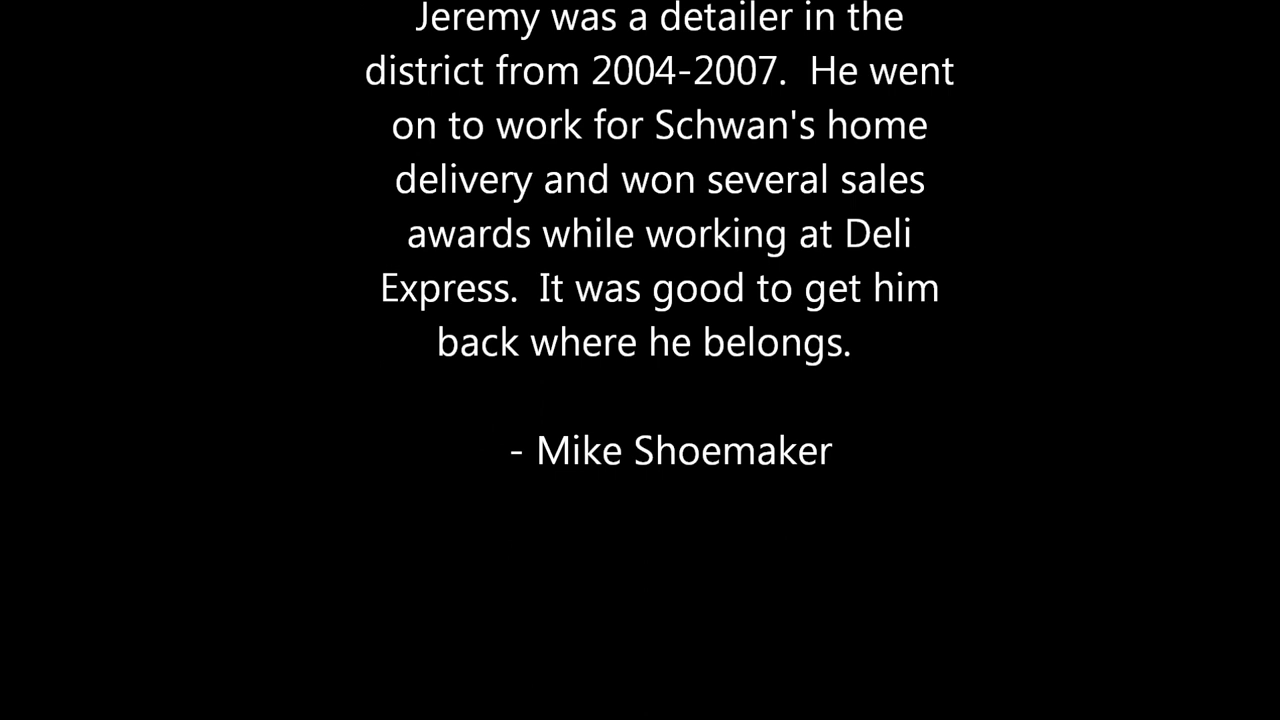 Jeremy was a detailer in the
district from 2004-2007.  He went
on to work for Schwan's home
delivery and won several sales
awards while working at Deli
Express.  It was good to get him
back where he belongs.
- Mike Shoemaker